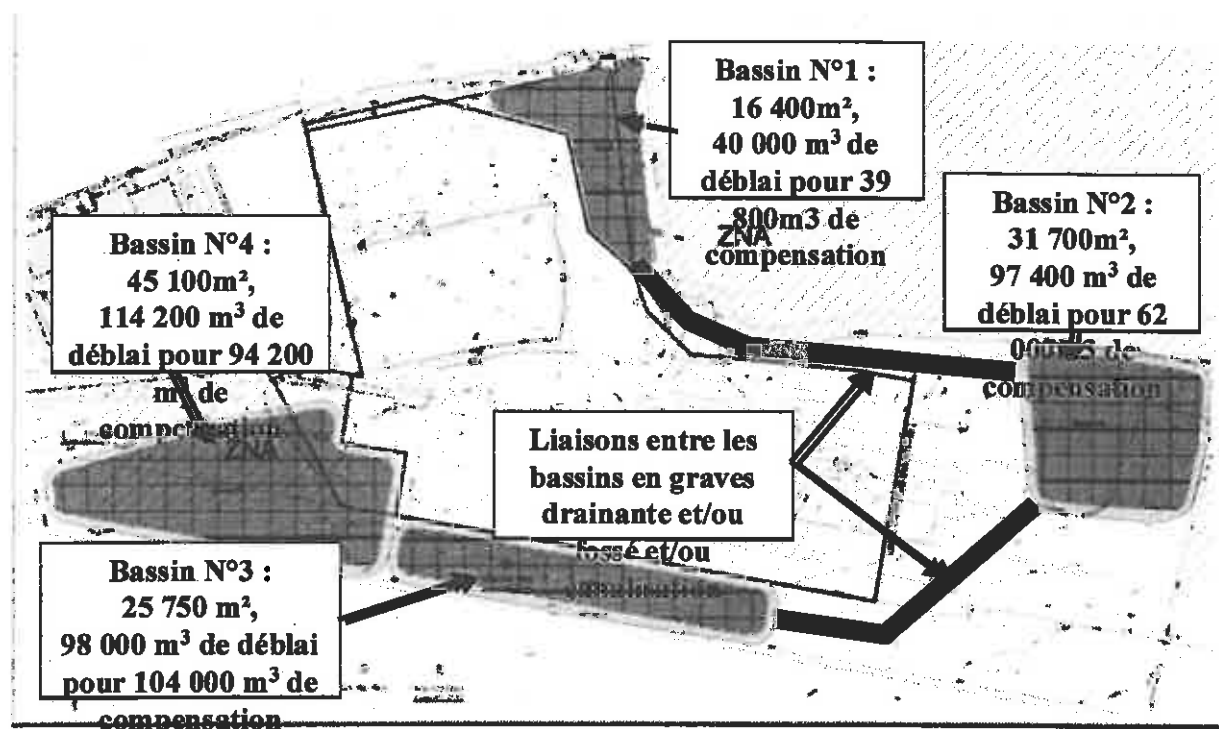 Bassin N°1 :
16 400m²,
40 000 m³ de
déblai pour 39
800m3 de
ZNA
compensation
Bassin N°2 :
31 700m²,
97 400 m³ de
déblai pour 62
de
compensation
Bassin N°4 :
45 100m²,
114 200 m³ de
déblai pour 94 200
de
compensation
ZNA
Liaisons entre les
bassins en graves
drainante et/ou
fossé et/ou
Bassin N°3 :
25 750 m²,
98 000 m³ de déblai
pour 104 000 m³ de
compensation